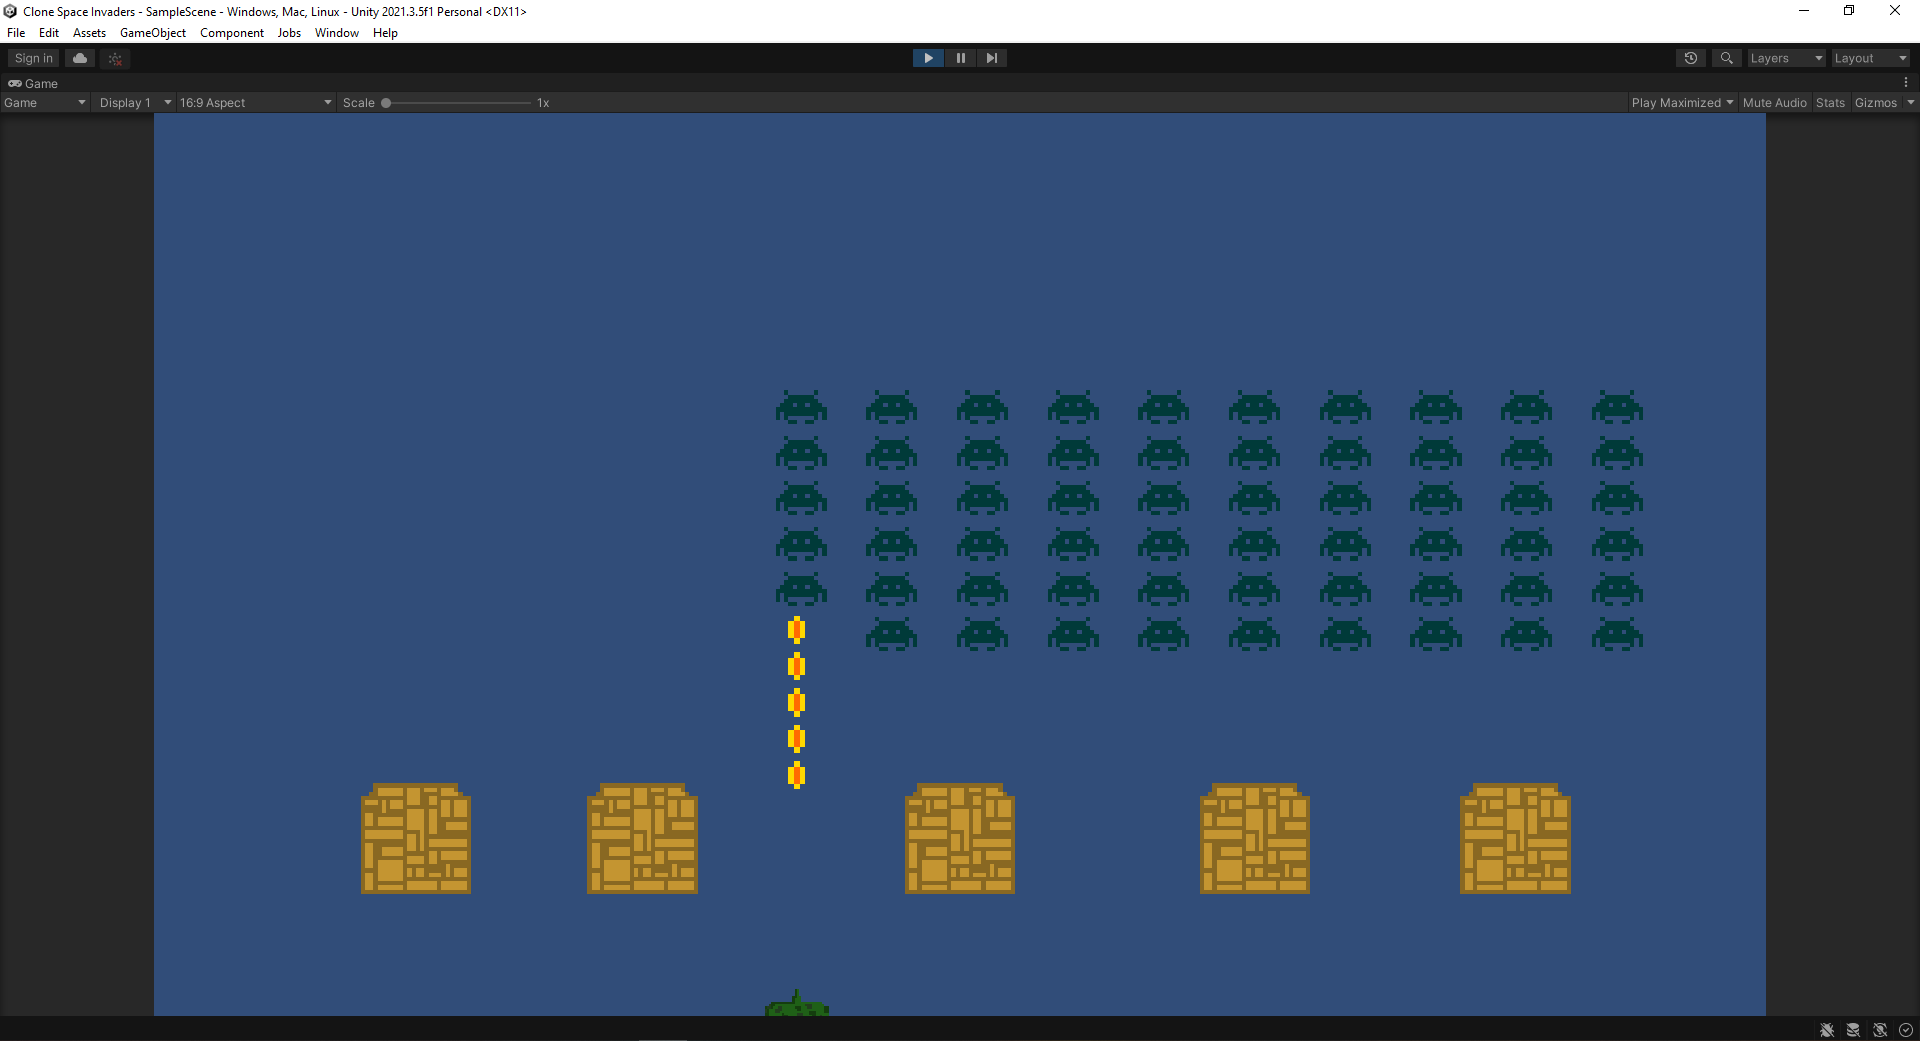 Clone Space Invaders - SampleScene - Windows, Mac, Linux - Unity 2021.3.5f1 Personal <DX11>
File Edit Assets GameObject Component Jobs Window Help
Sign in Layers Layout
Game
Game Display 1 16:9 Aspect Scale 1x Play Maximized Mute Audio Stats Gizmos